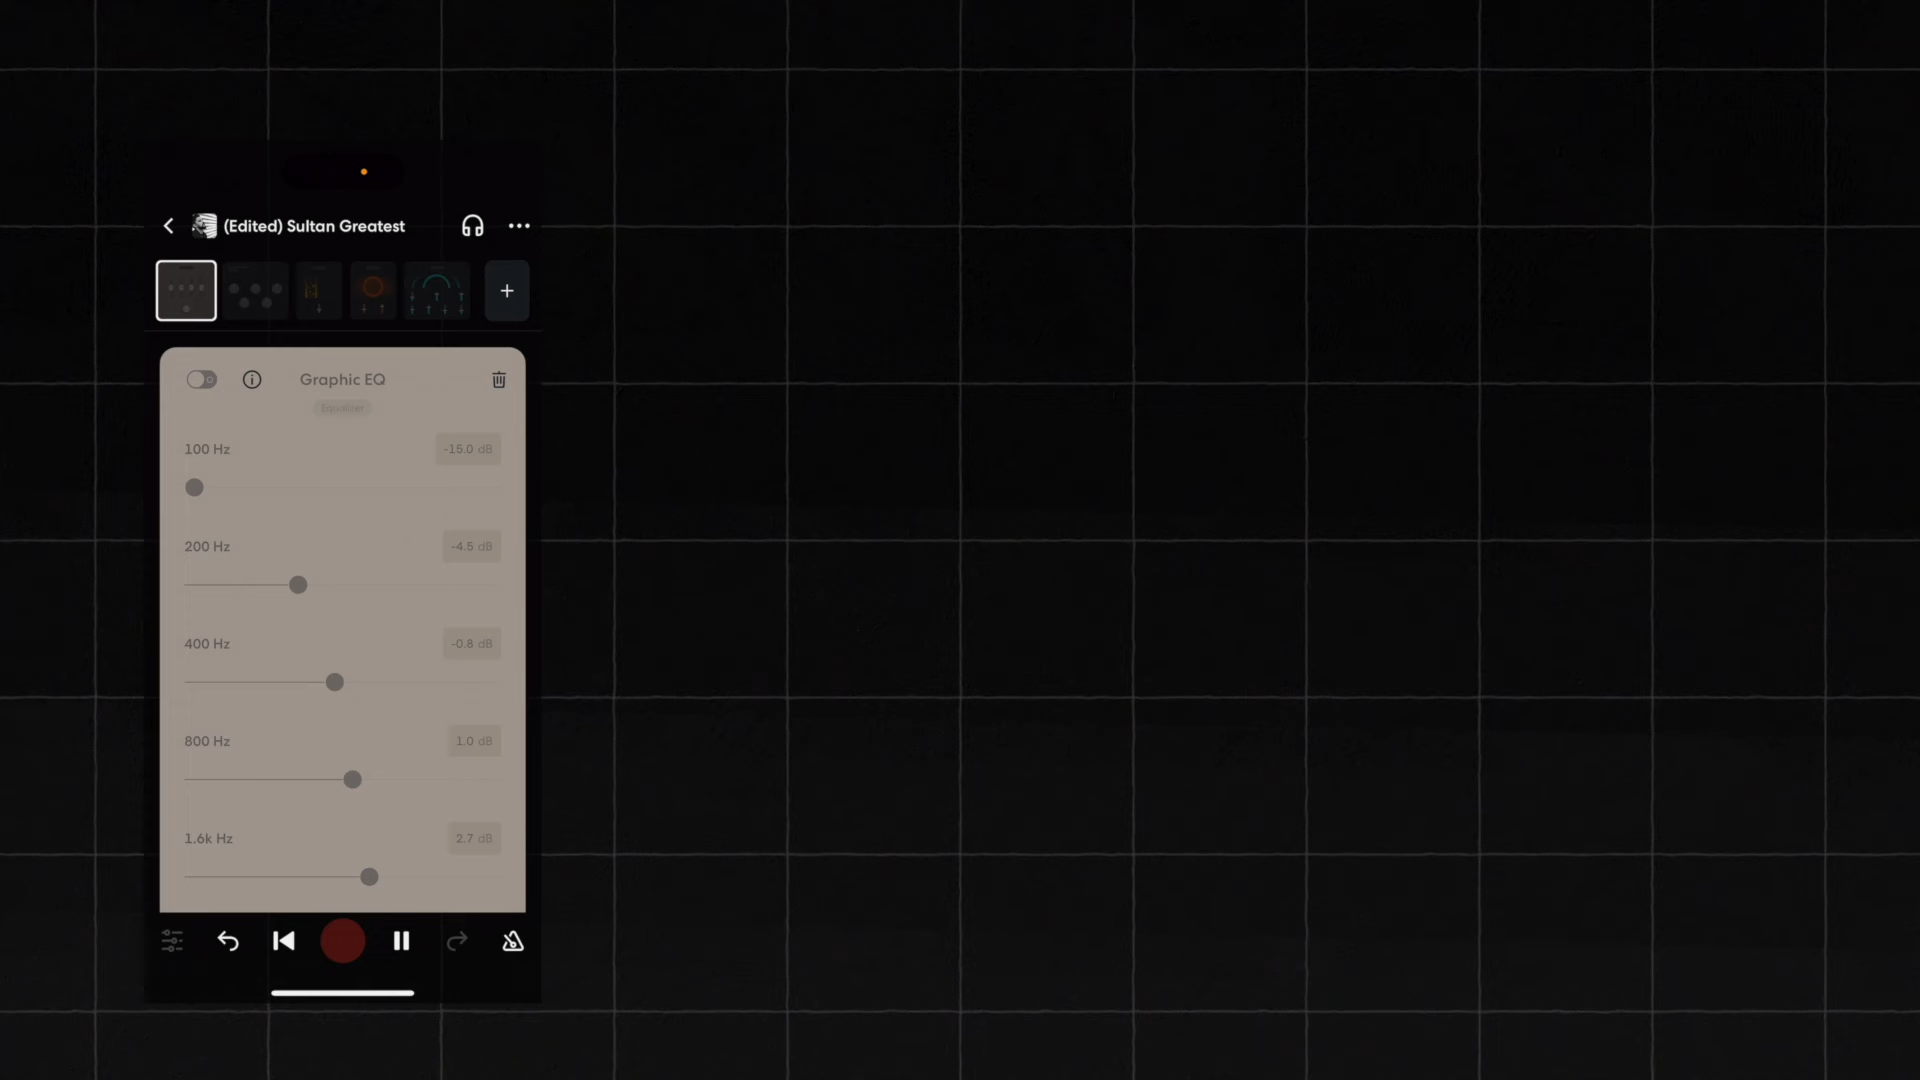 (Edited) Sultan Greatest
Graphic EQ
Equalizer
100 Hz
-15.0 dB
200 Hz
-4.5 dB
400 Hz
-0.8 dB
800 Hz
1.0 dB
1.6k Hz
2.7 dB